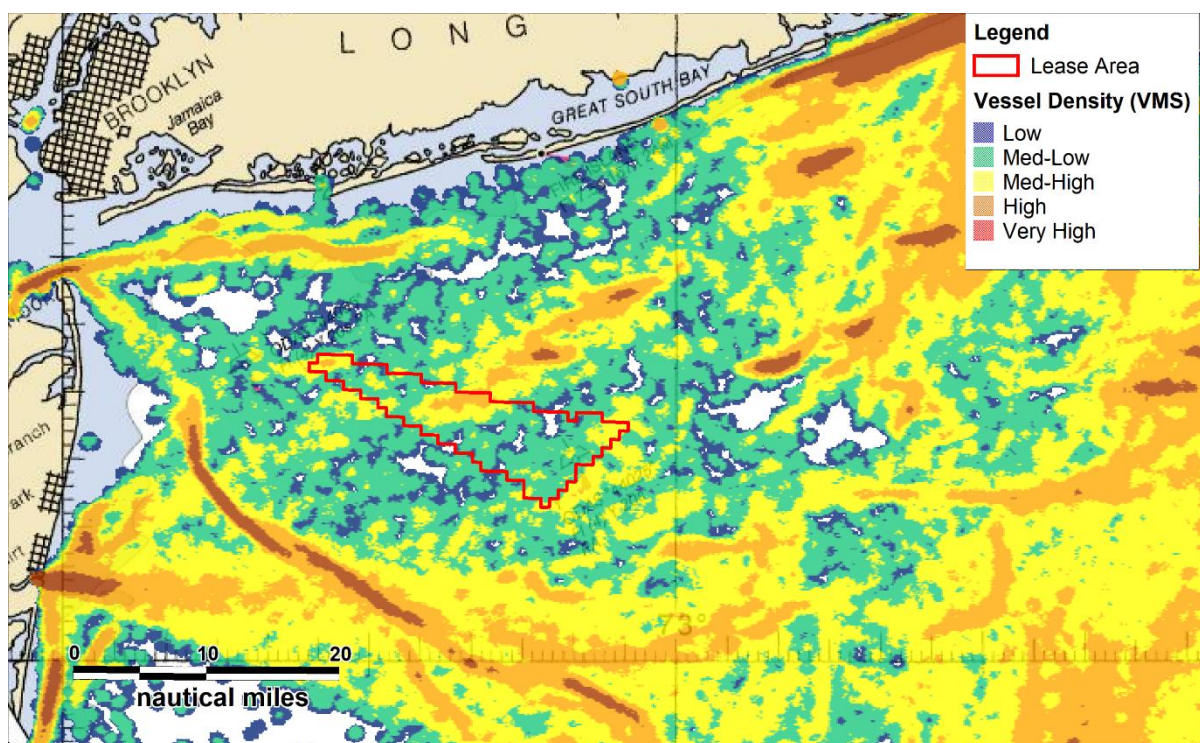 LONG
BROOKLYN
Jamaica
Bay
GREAT SOUTH BAY
Legend
Lease Area
Vessel Density (VMS)
Low
Med-Low
Med-High
High
Very High
ranch
ark
73°
0 10 20
nautical miles